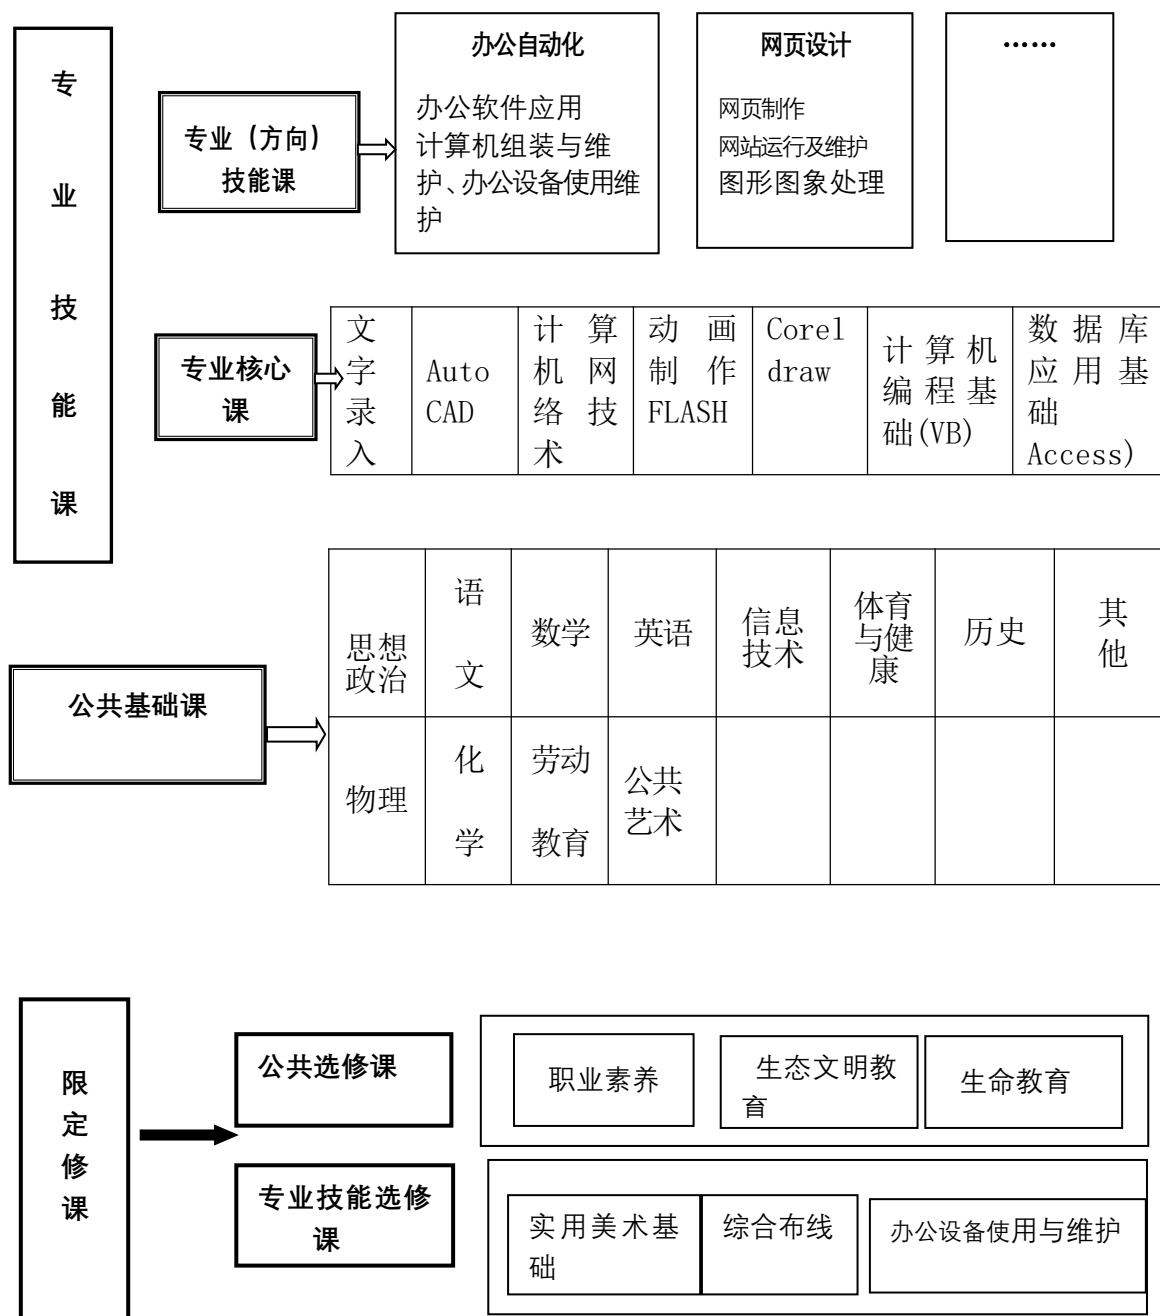 专
业
技
能
课
专业（方向）
技能课
办公自动化
办公软件应用
计算机组装与维
护、办公设备使用维
护
网页设计
网页制作
网站运行及维护
图形图象处理
……
专业核心
课
文
字
录
入
Auto
CAD
计算
机网
络技
术
动画
制作
FLASH
Corel
draw
计算机
编程基
础(VB)
数据库
应用基
础
Access)
公共基础课
思想
政治
语
文
数学
英语
信息
技术
体育
与健
康
历史
其
他
物理
化
学
劳动
教育
公共
艺术
限
定
修
课
公共选修课
职业素养
生态文明教
育
生命教育
专业技能选修
课
实用美术基
础
综合布线
办公设备使用与维护